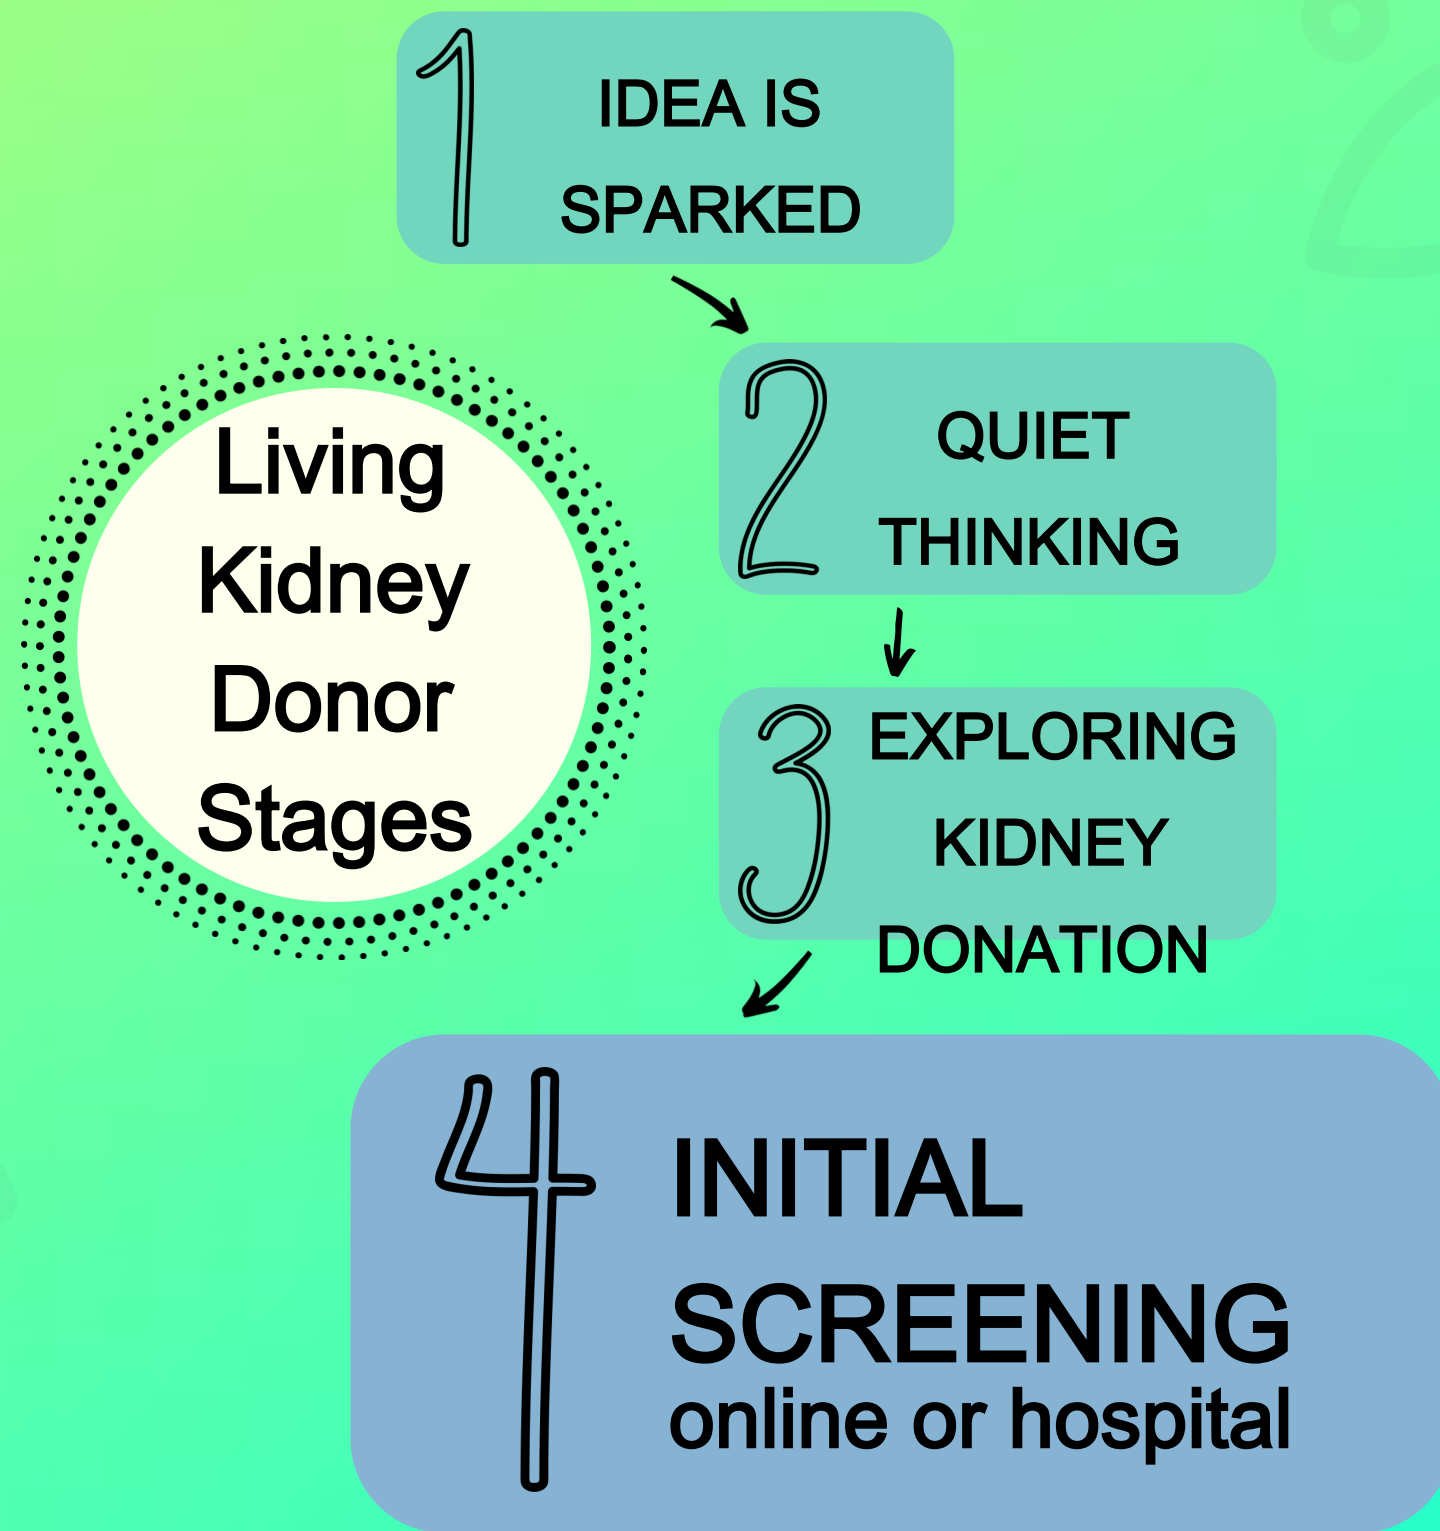 1
IDEA IS
SPARKED
Living
Kidney
Donor
Stages
2
QUIET
THINKING
3
EXPLORING
KIDNEY
DONATION
4
INITIAL
SCREENING
online or hospital